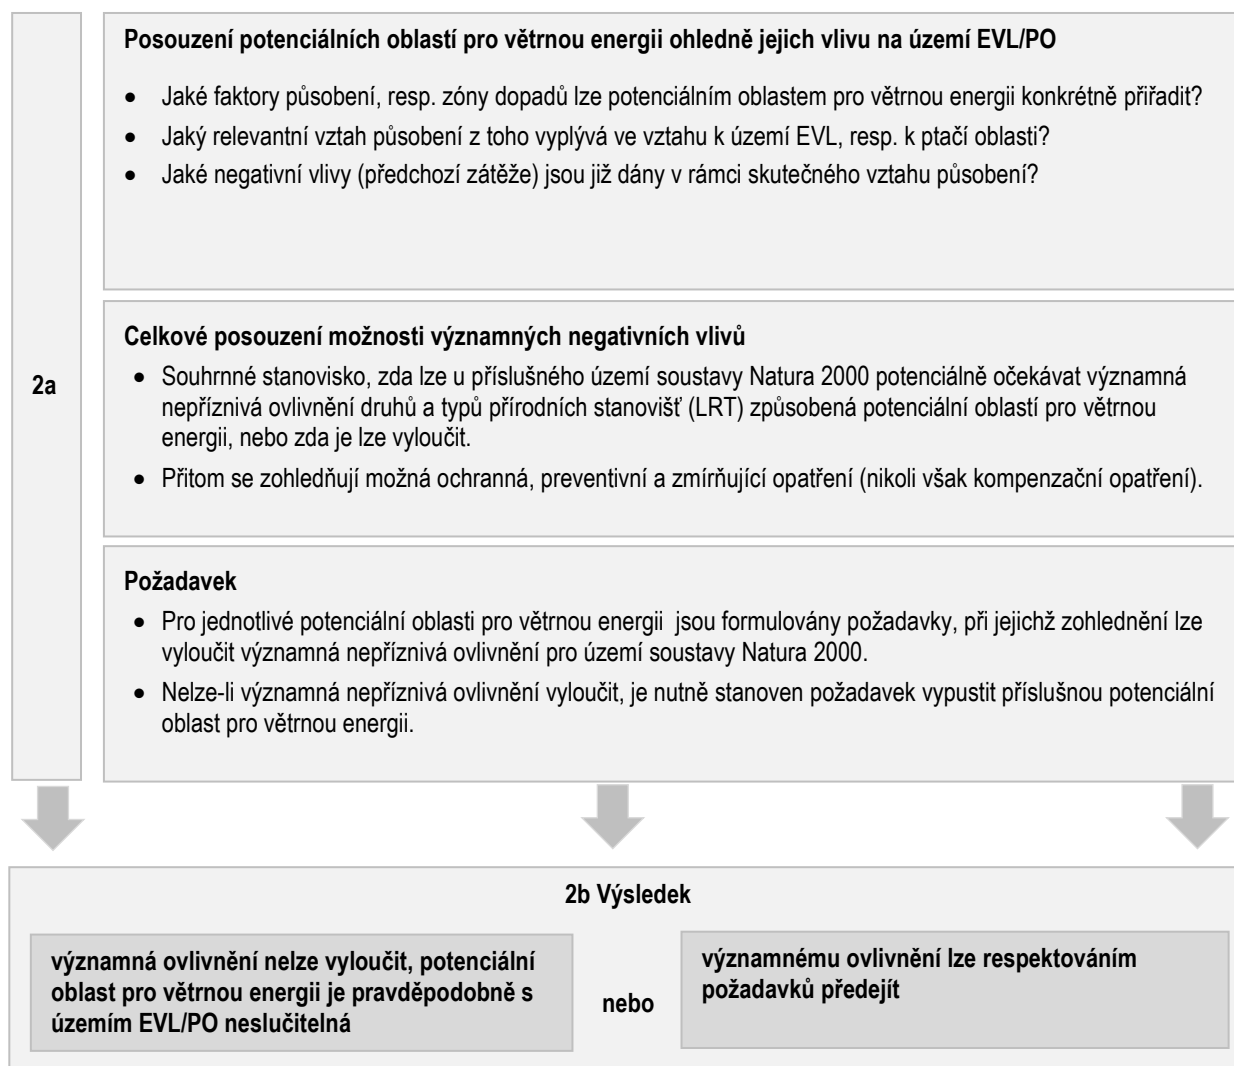 Posouzení potenciálních oblastí pro větrnou energii ohledně jejich vlivu na území EVL/PO
• Jaké faktory působení, resp. zóny dopadů lze potenciálním oblastem pro větrnou energii konkrétně přiřadit?
• Jaký relevantní vztah působení z toho vyplývá ve vztahu k území EVL, resp. k ptačí oblasti?
• Jaké negativní vlivy (předchozí zátěže) jsou již dány v rámci skutečného vztahu působení?
2a
Celkové posouzení možnosti významných negativních vlivů
• Souhrnné stanovisko, zda lze u příslušného území soustavy Natura 2000 potenciálně očekávat významná
nepříznivá ovlivnění druhů a typů přírodních stanovišť (LRT) způsobená potenciální oblastí pro větrnou
energii, nebo zda je lze vyloučit.
• Přitom se zohledňují možná ochranná, preventivní a zmírňující opatření (nikoli však kompenzační opatření).
Požadavek
• Pro jednotlivé potenciální oblasti pro větrnou energii jsou formulovány požadavky, při jejichž zohlednění lze
vyloučit významná nepříznivá ovlivnění pro území soustavy Natura 2000.
• Nelze-li významná nepříznivá ovlivnění vyloučit, je nutně stanoven požadavek vypustit příslušnou potenciální
oblast pro větrnou energii.
2b Výsledek
významná ovlivnění nelze vyloučit, potenciální
oblast pro větrnou energii je pravděpodobně s
územím EVL/PO neslučitelná
nebo
významnému ovlivnění lze respektováním
požadavků předejít